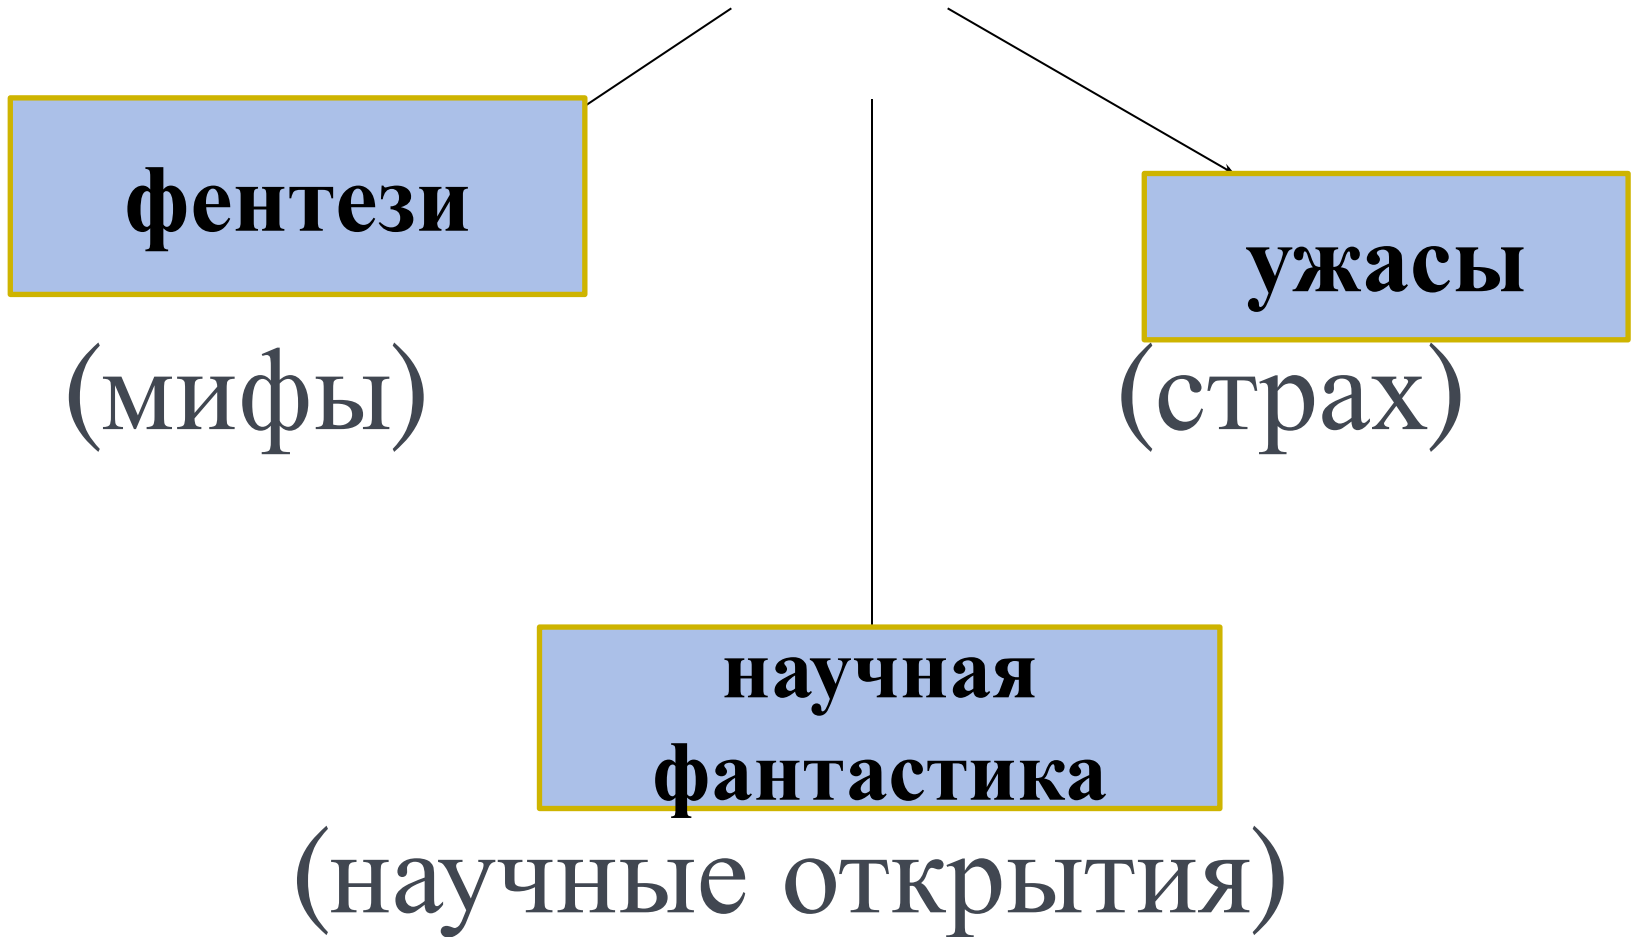 фентези
ужасы
(мифы)
(страх)
научная
фантастика
(научные открытия)